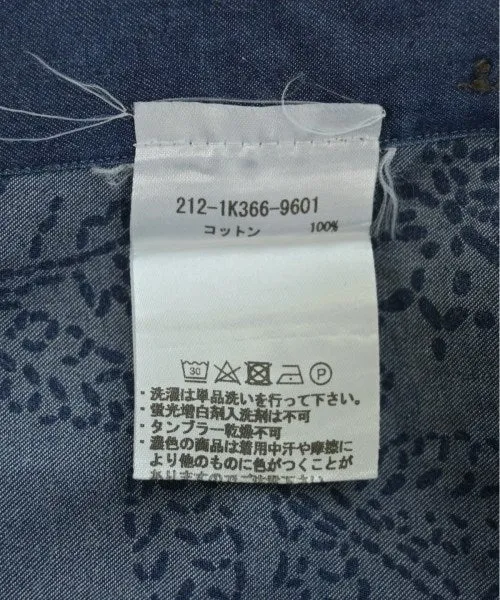 212-1K366-9601
コットン 100%
30 P
・洗濯は単品洗いを行って下さい。
・蛍光増白剤入洗剤は不可
・タンブラー乾燥不可
・濃色の商品は着用中汗や摩擦に
より他のものに色がつくことが